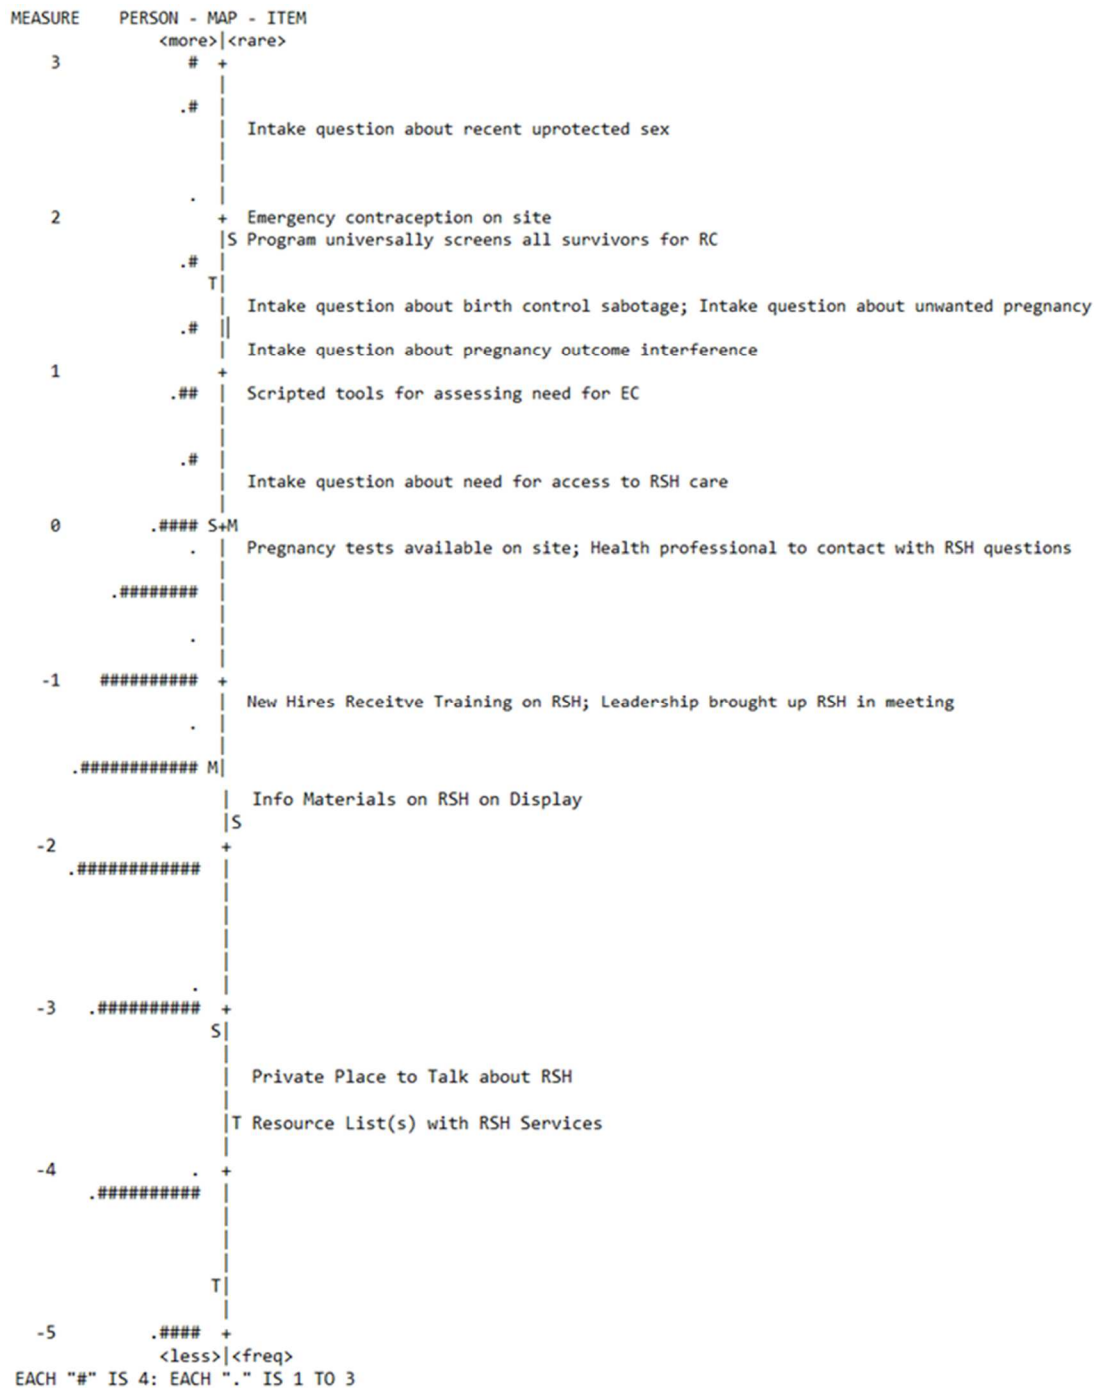 MEASURE PERSON - MAP - ITEM
<more>|<rare>
3 # +
|
.# |
| Intake question about recent uprotected sex
|
|
. |
2 + Emergency contraception on site
|S Program universally screens all survivors for RC
.# |
T|
| Intake question about birth control sabotage; Intake question about unwanted pregnancy
.# ||
| Intake question about pregnancy outcome interference
1 +
.## | Scripted tools for assessing need for EC
|
|
.# |
| Intake question about need for access to RSH care
|
0 .#### S+M
. | Pregnancy tests available on site; Health professional to contact with RSH questions
|
.######## |
|
. |
|
-1 ########## +
| New Hires Receitve Training on RSH; Leadership brought up RSH in meeting
. |
|
.############ M|
| Info Materials on RSH on Display
|S
-2 +
.############ |
|
|
|
|
. |
-3 .########## +
S|
|
| Private Place to Talk about RSH
|
|T Resource List(s) with RSH Services
|
-4 . +
.########## |
|
|
|
T|
|
-5 .#### +
<less>|<freq>
EACH "#" IS 4: EACH "." IS 1 TO 3